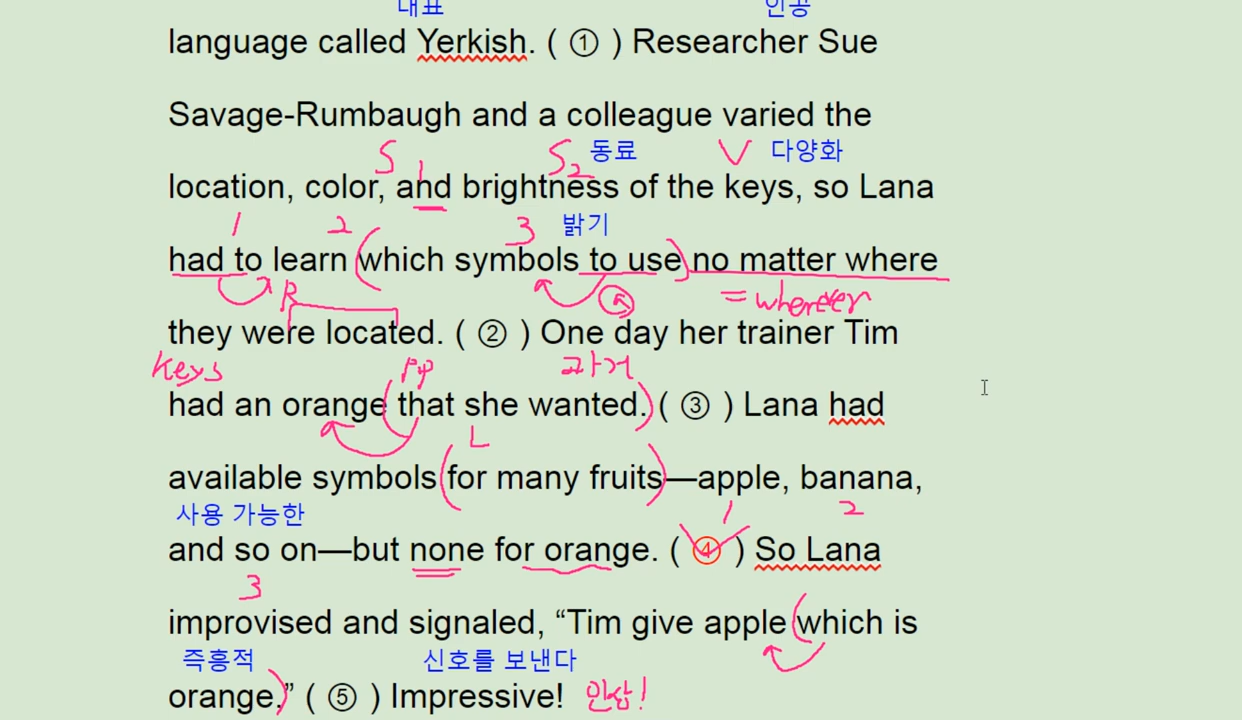 대표 인공
language called Yerkish. ( ① ) Researcher Sue
Savage-Rumbaugh and a colleague varied the
S 1 S2 동료 V 다양화
location, color, and brightness of the keys, so Lana
1 2 3 밝기
had to learn (which symbols to use) no matter where
R = wherever
they were located. ( ② ) One day her trainer Tim
keys pp 과거
had an orange (that she wanted.) ( ③ ) Lana had
L
available symbols (for many fruits)—apple, banana,
사용 가능한 1 2
and so on—but none for orange. ( ④ ) So Lana
3
improvised and signaled, “Tim give apple (which is
즉흥적 신호를 보낸다
orange.)” ( ⑤ ) Impressive! 인상!